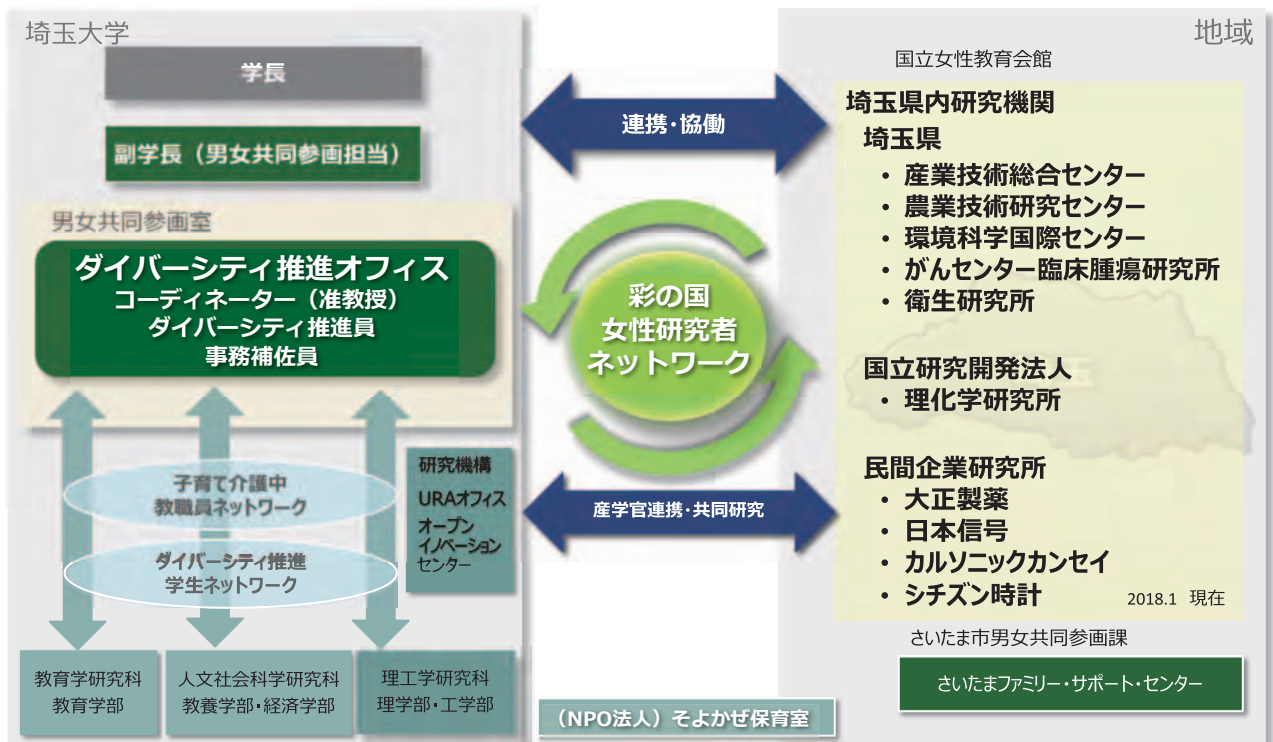 埼玉大学
学長
副学長（男女共同参画担当）
男女共同参画室
ダイバーシティ推進オフィス
コーディネーター（准教授）
ダイバーシティ推進員
事務補佐員
子育て介護中
教職員ネットワーク
ダイバーシティ推進
学生ネットワーク
研究機構
URAオフィス
オープン
イノベーション
センター
教育学研究科
教育学部
人文社会科学研究科
教養学部・経済学部
理工学研究科
理学部・工学部
連携・協働
彩の国
女性研究者
ネットワーク
産学官連携・共同研究
（NPO法人）そよかぜ保育室
地域
国立女性教育会館
埼玉県内研究機関
埼玉県
・ 産業技術総合センター
・ 農業技術研究センター
・ 環境科学国際センター
・ がんセンター臨床腫瘍研究所
・ 衛生研究所
国立研究開発法人
・ 理化学研究所
民間企業研究所
・ 大正製薬
・ 日本信号
・ カルソニックカンセイ
・ シチズン時計
2018.1 現在
さいたま市男女共同参画課
さいたまファミリー・サポート・センター